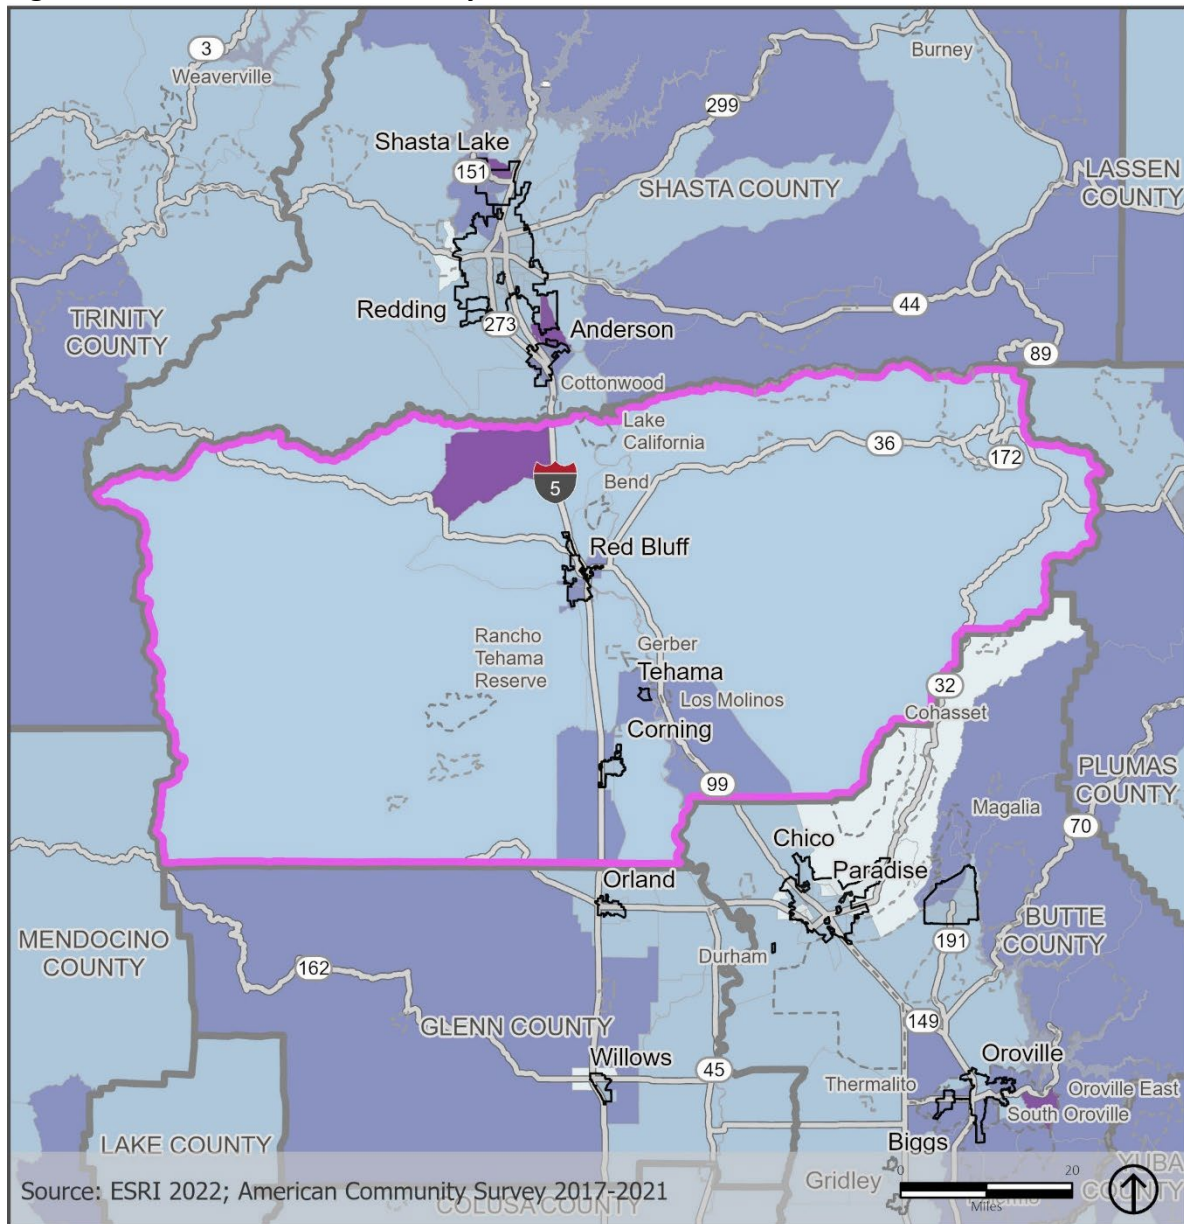 3
Weaverville
Burney
299
Shasta Lake
151
SHASTA COUNTY
LASSEN
COUNTY
44
Redding
273
Anderson
TRINITY
COUNTY
89
Cottonwood
Lake
California
36
172
Bend
5
Red Bluff
Rancho
Tehama
Reserve
Gerber
Tehama
Los Molinos
32
Cohasset
Corning
99
PLUMAS
COUNTY
Magalia
70
Chico
Paradise
Orland
BUTTE
COUNTY
191
MENDOCINO
COUNTY
162
Durham
GLENN COUNTY
149
Willows
45
Oroville
Thermalito
Oroville East
South Oroville
Biggs
LAKE COUNTY
YUBA
COUNTY
Gridley
0 20
Miles
Source: ESRI 2022; American Community Survey 2017-2021
COLUSA COUNTY